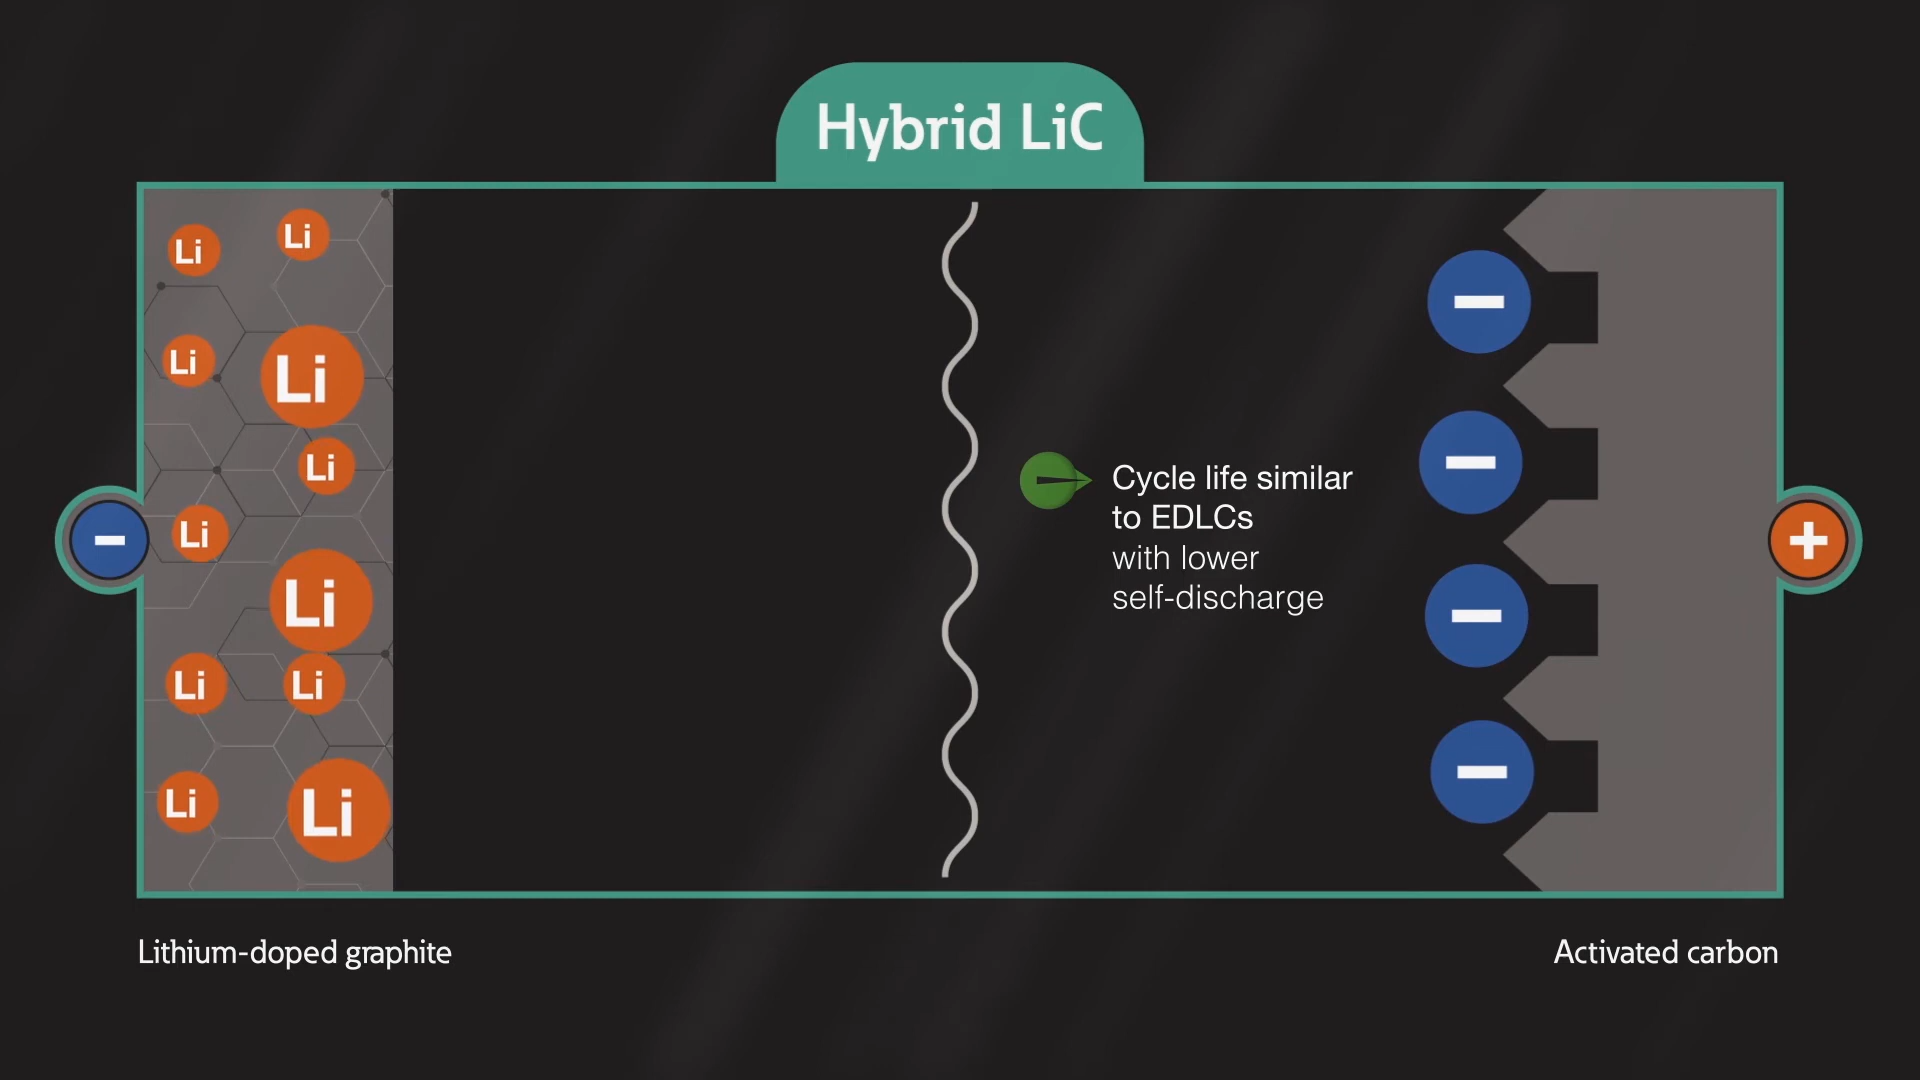 Hybrid LiC
Li
Li
Li
Li
Li
Li
Li
Li
Li
Li
Li
Cycle life similar
to EDLCs
with lower
self-discharge
Lithium-doped graphite
Activated carbon